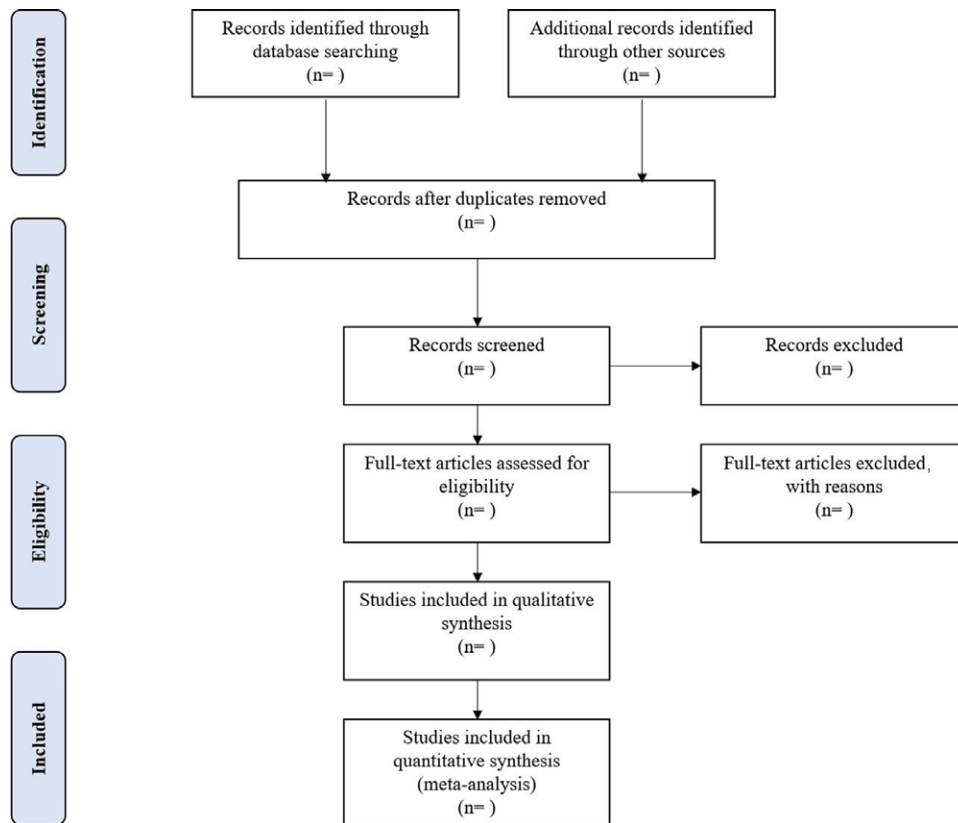 Identification
Records identified through
database searching
(n= )
Additional records identified
through other sources
(n= )
Records after duplicates removed
(n= )
Screening
Records screened
(n= )
Records excluded
(n= )
Eligibility
Full-text articles assessed for
eligibility
(n= )
Full-text articles excluded,
with reasons
(n= )
Studies included in qualitative
synthesis
(n= )
Included
Studies included in
quantitative synthesis
(meta-analysis)
(n= )